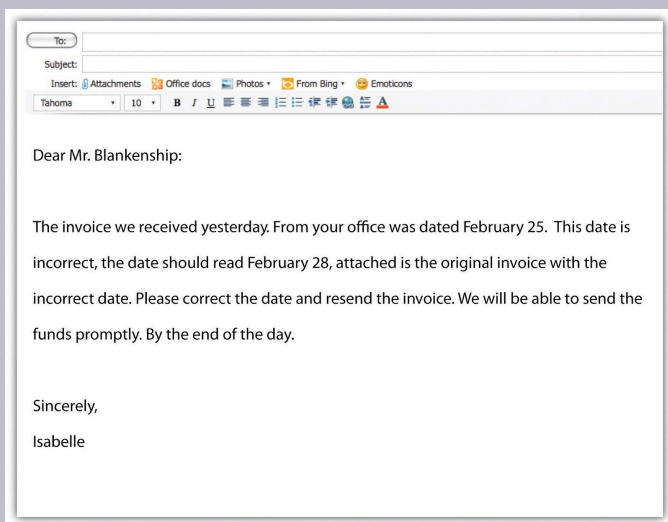 To:
Subject:
Insert: Attachments Office docs Photos From Bing Emoticons
Tahoma 10 B I U A
Dear Mr. Blankenship:
The invoice we received yesterday. From your office was dated February 25. This date is
incorrect, the date should read February 28, attached is the original invoice with the
incorrect date. Please correct the date and resend the invoice. We will be able to send the
funds promptly. By the end of the day.
Sincerely,
Isabelle